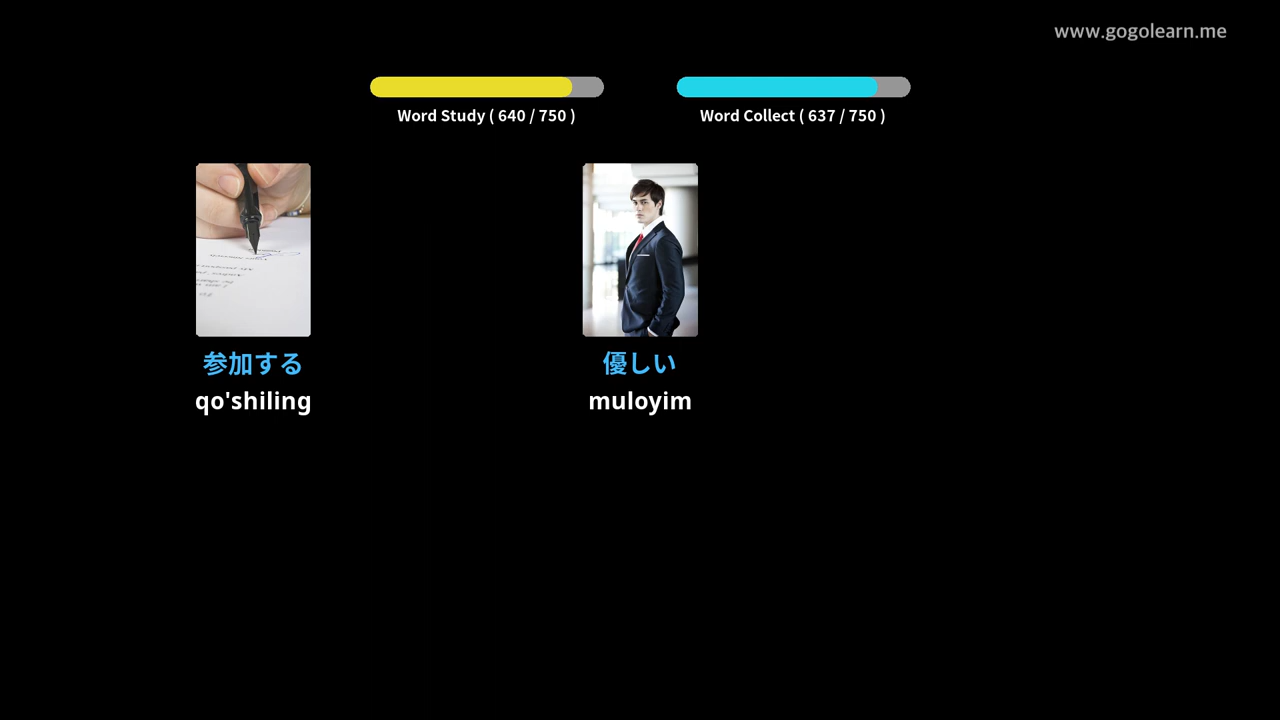 www.gogolearn.me
Word Study ( 640 / 750 )
Word Collect ( 637 / 750 )
参加する
qo'shiling
優しい
muloyim